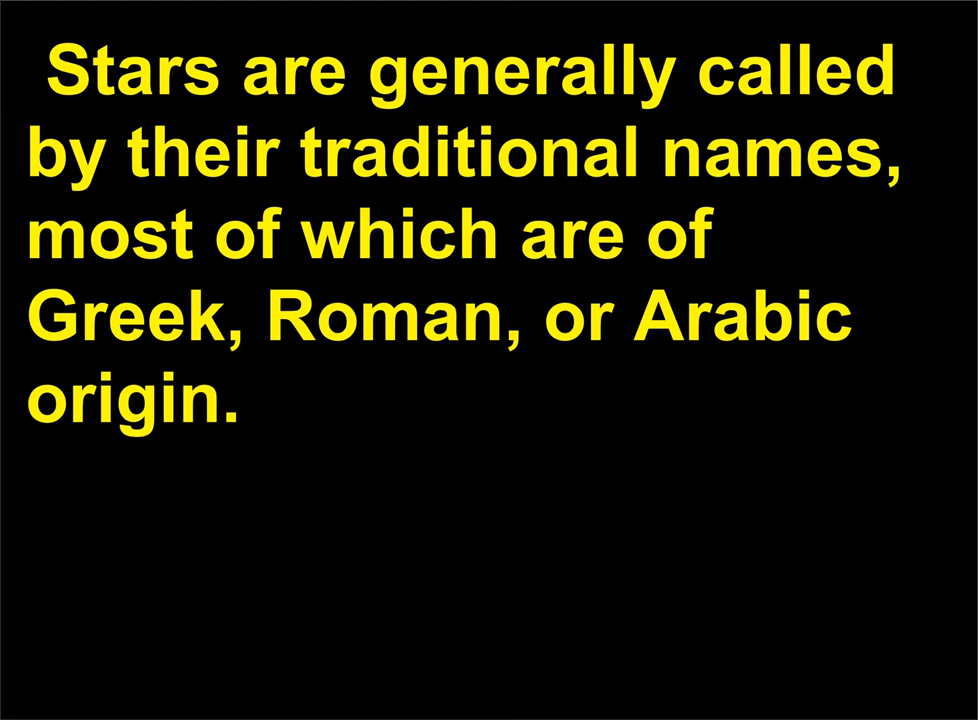 Stars are generally called
by their traditional names,
most of which are of
Greek, Roman, or Arabic
origin.